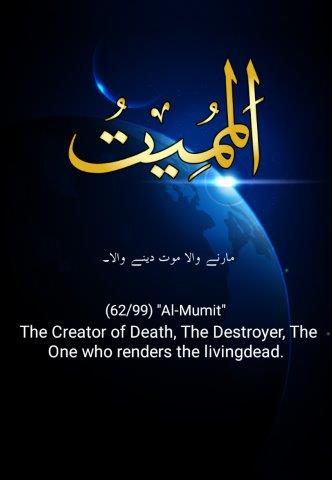 المُمِيْتُ
مارنے والا موت دینے والا۔
(62/99) "Al-Mumit"
The Creator of Death, The Destroyer, The
One who renders the livingdead.